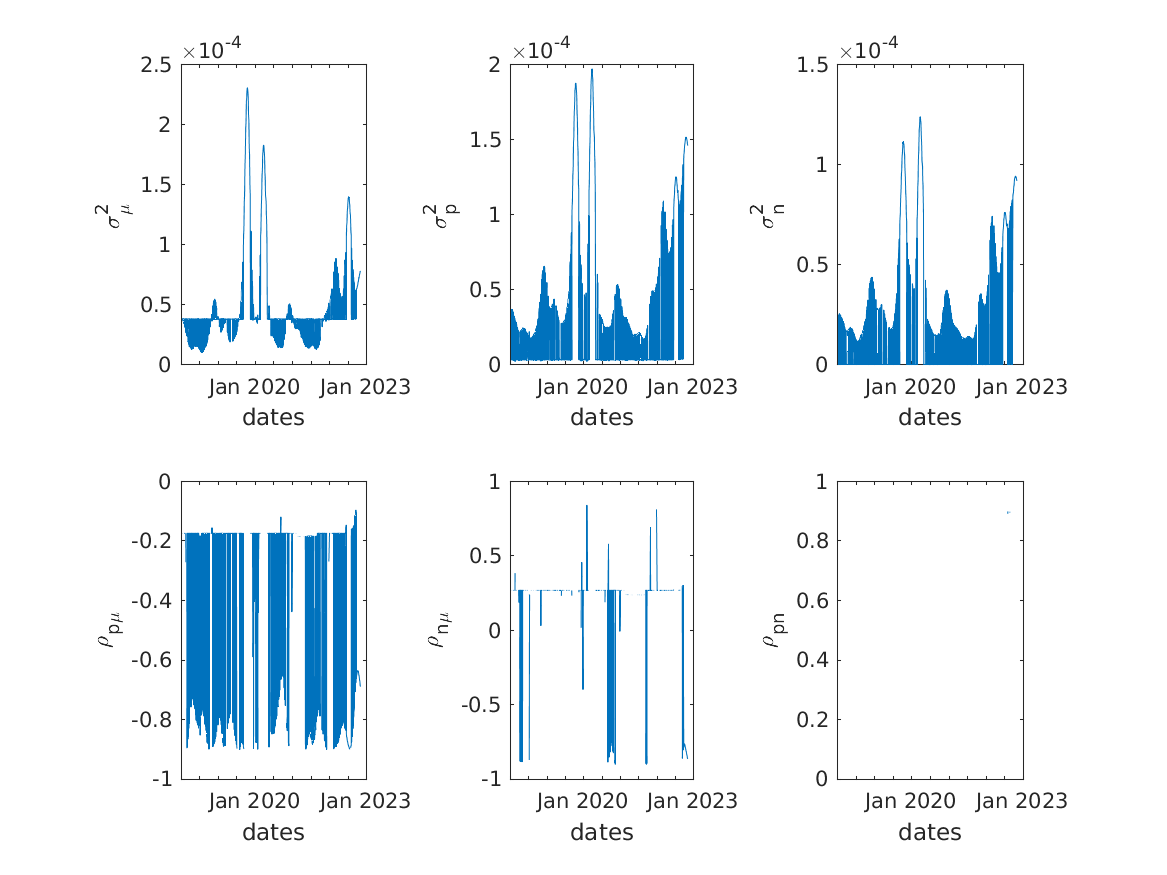 ×10⁻⁴ ×10⁻⁴ ×10⁻⁴
2.5 2 1.5
2
1.5 1
1.5
σ²μ σ²p 1 σ²n
1
0.5
0.5 0.5
0 0 0
Jan 2020 Jan 2023 Jan 2020 Jan 2023 Jan 2020 Jan 2023
dates dates dates
0 1 1
-0.2 0.8
0.5
-0.4 0.6
ρpμ ρnμ 0 ρpn
-0.6 0.4
-0.5
-0.8 0.2
-1 -1 0
Jan 2020 Jan 2023 Jan 2020 Jan 2023 Jan 2020 Jan 2023
dates dates dates